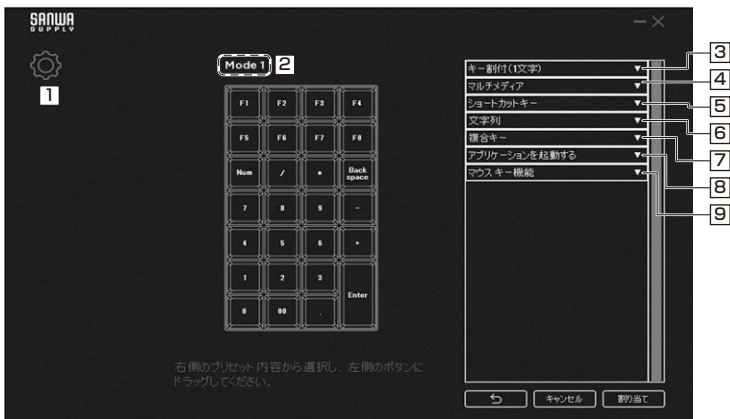 SANWA
SUPPLY
1
Mode 1
2
F1
F2
F3
F4
F5
F6
F7
F8
Num
/
*
Back
space
7
8
9
-
4
5
6
+
1
2
3
Enter
0
00
.
右側のプリセット内容から選択し、左側のボタンに
ドラッグしてください。
キー割付(1文字) ▼
3
マルチメディア ▼
4
ショートカットキー ▼
5
文字列 ▼
6
複合キー ▼
7
アプリケーションを起動する ▼
8
マウスキー機能 ▼
9
キャンセル
割り当て